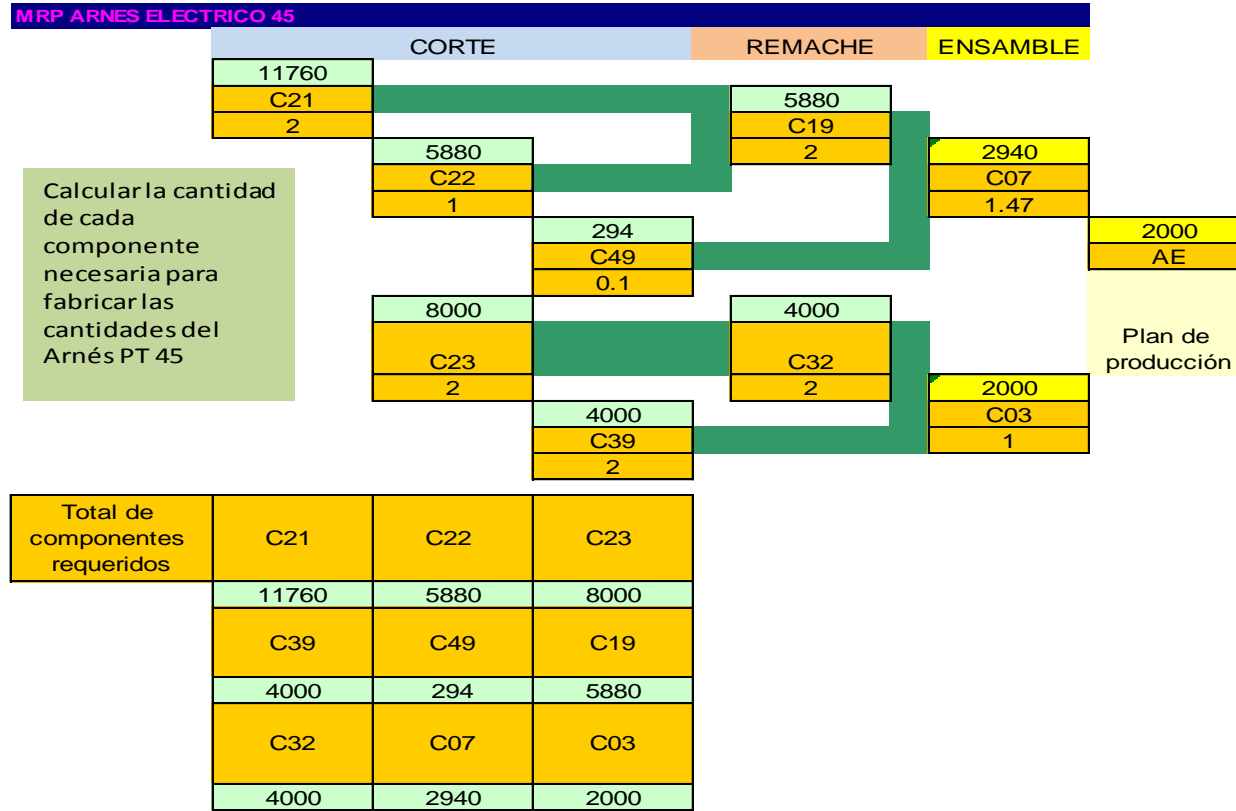 MRP ARNES ELECTRICO 45
CORTE REMACHE ENSAMBLE
11760
C21
2
5880
C19
2
5880
C22
1
2940
C07
1.47
Calcular la cantidad
de cada
componente
necesaria para
fabricar las
cantidades del
Arnés PT 45
294
C49
0.1
2000
AE
8000
C23
2
4000
C32
2
Plan de
producción
4000
C39
2
2000
C03
1
Total de
componentes
requeridos
C21 C22 C23
11760 5880 8000
C39 C49 C19
4000 294 5880
C32 C07 C03
4000 2940 2000